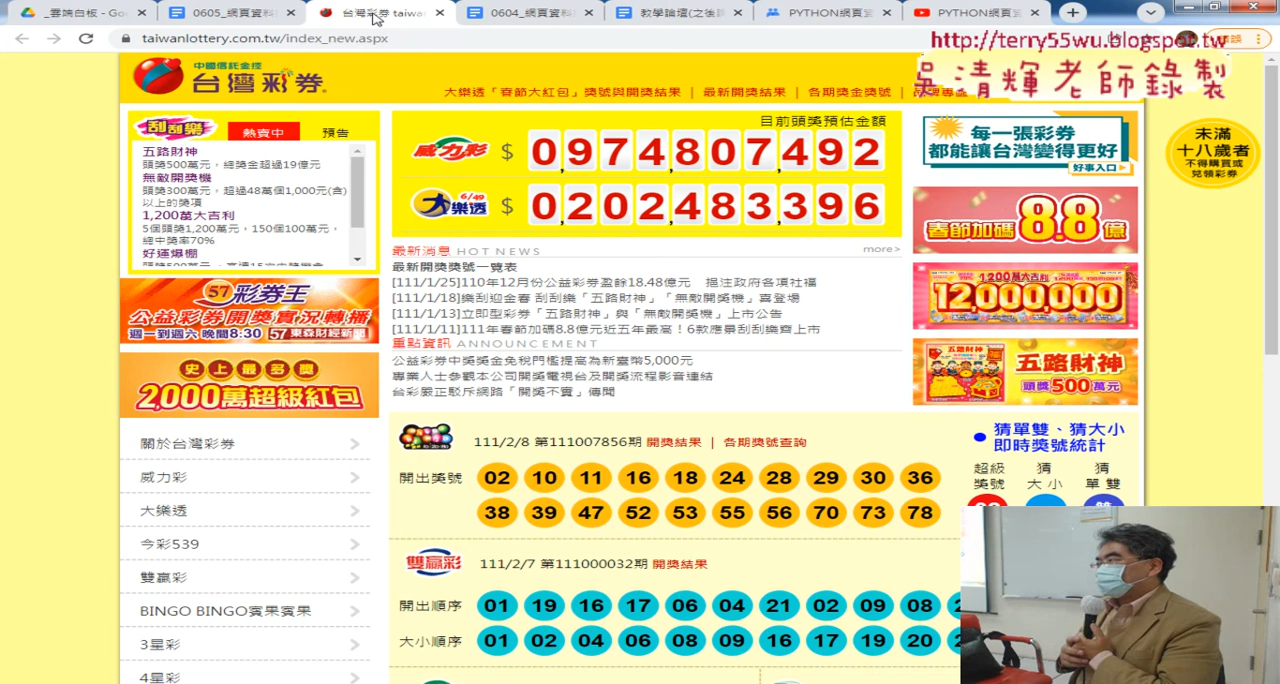 _雲端白板 - Go
0605_網頁資料
台灣彩券 taiwa
0604_網頁資料
教學論壇(之後課
PYTHON網頁資
PYTHON網頁資
taiwanlottery.com.tw/index_new.aspx
http://terry55wu.blogspot.tw
吳清輝老師錄製
中國信託金控
台灣彩券
大樂透「春節大紅包」獎號與開獎結果 | 最新開獎結果 | 各期獎金獎號 |
刮刮樂
熱賣中
預告
五路財神
頭獎500萬元，總獎金超過19億元
無敵開獎機
頭獎300萬元，超過48萬個1,000元(含)
以上的獎項
1,200萬大吉利
5個頭獎1,200萬元，150個100萬元，
總中獎率70%
好運爆棚
目前頭獎預估金額
威力彩 $ 0,974,807,492
6/49
大樂透 $ 0,202,483,396
最新消息 HOT NEWS
more>
最新開獎獎號一覽表
[111/1/25]110年12月份公益彩券盈餘18.48億元 挹注政府各項社福
[111/1/18]樂刮迎金春 刮刮樂「五路財神」「無敵開獎機」喜登場
[111/1/13]立即型彩券「五路財神」與「無敵開獎機」上市公告
[111/1/11]111年春節加碼8.8億元近五年最高！6款應景刮刮樂齊上市
重點資訊 ANNOUNCEMENT
公益彩券中獎獎金免稅門檻提高為新臺幣5,000元
專業人士參觀本公司開獎電視台及開獎流程影音連結
台彩嚴正駁斥網路「開獎不實」傳聞
每一張彩券
都能讓台灣變得更好
好事入口
未滿
十八歲者
不得購買或
兌領彩券
春節加碼8.8億
1200萬大吉利
12,000,000
五路財神
頭獎500萬元
57彩券王
公益彩券開獎實況轉播
週一到週六 晚間8:30 57東森財經新聞
史上最多獎
2,000萬超級紅包
關於台灣彩券
威力彩
大樂透
今彩539
雙贏彩
BINGO BINGO賓果賓果
3星彩
4星彩
111/2/8 第111007856期 開獎結果 | 各期獎號查詢
開出獎號 02 10 11 16 18 24 28 29 30 36
38 39 47 52 53 55 56 70 73 78
猜單雙、猜大小
即時獎號統計
超級
獎號
猜
大小
猜
單雙
雙贏彩
111/2/7 第111000032期 開獎結果
開出順序 01 19 16 17 06 04 21 02 09 08
大小順序 01 02 04 06 08 09 16 17 19 20